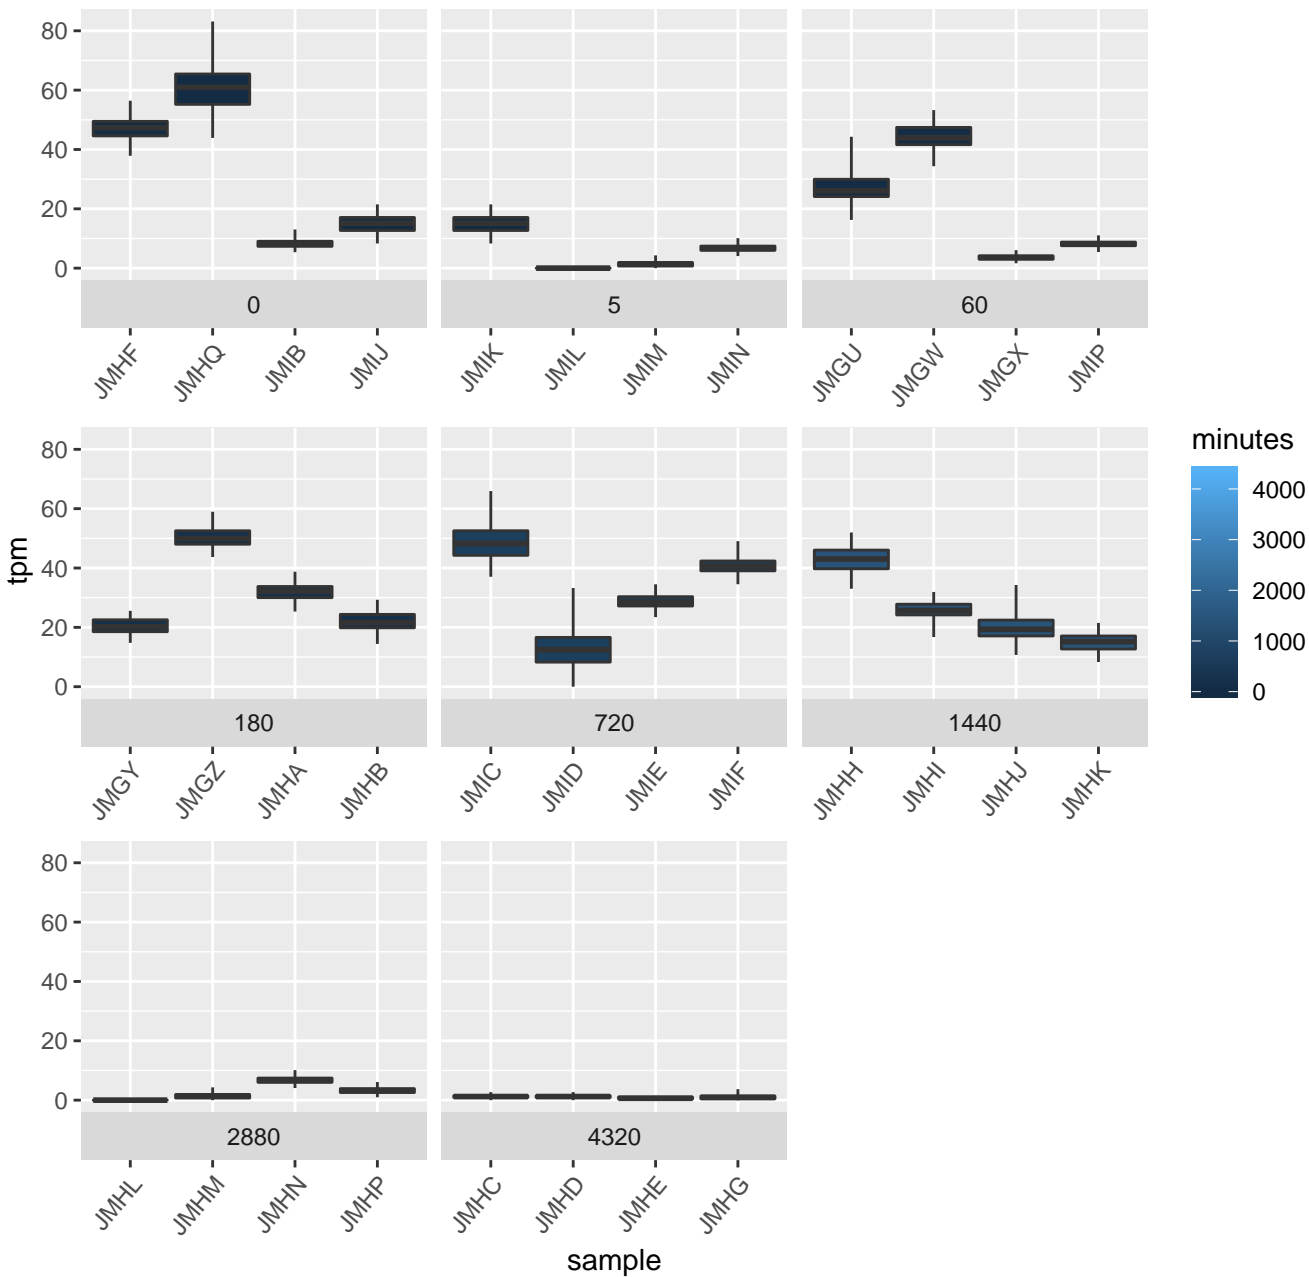 80
60
40
20
0
0
5
60
JMHF
JMHQ
JMIB
JMIJ
JMIK
JMIL
JMIM
JMIN
JMGU
JMGW
JMGX
JMIP
80
60
40
20
0
180
720
1440
JMGY
JMGZ
JMHA
JMHB
JMIC
JMID
JMIE
JMIF
JMHH
JMHI
JMHJ
JMHK
80
60
40
20
0
2880
4320
JMHL
JMHM
JMHN
JMHP
JMHC
JMHD
JMHE
JMHG
tpm
sample
minutes
4000
3000
2000
1000
0